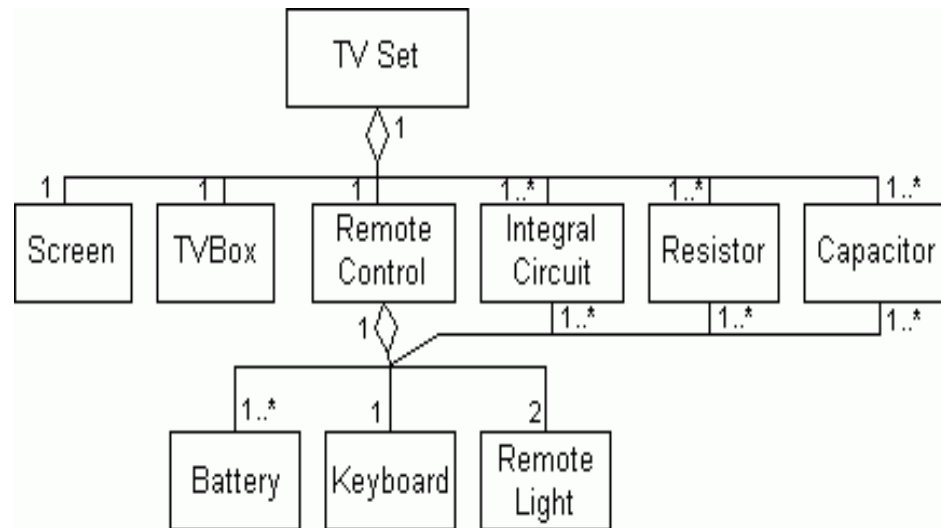 TV Set
1
1 1 1 1..* 1..* 1..*
Screen TVBox Remote Control Integral Circuit Resistor Capacitor
1 1..* 1..* 1..*
1..* 1 2
Battery Keyboard Remote Light